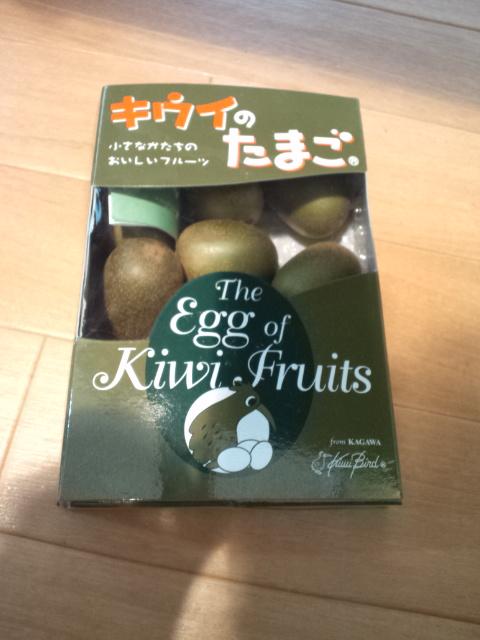 キウイの
たまご®
小さなかたちの
おいしいフルーツ
The
Egg of
Kiwi Fruits
from KAGAWA
Kiwi Bird®